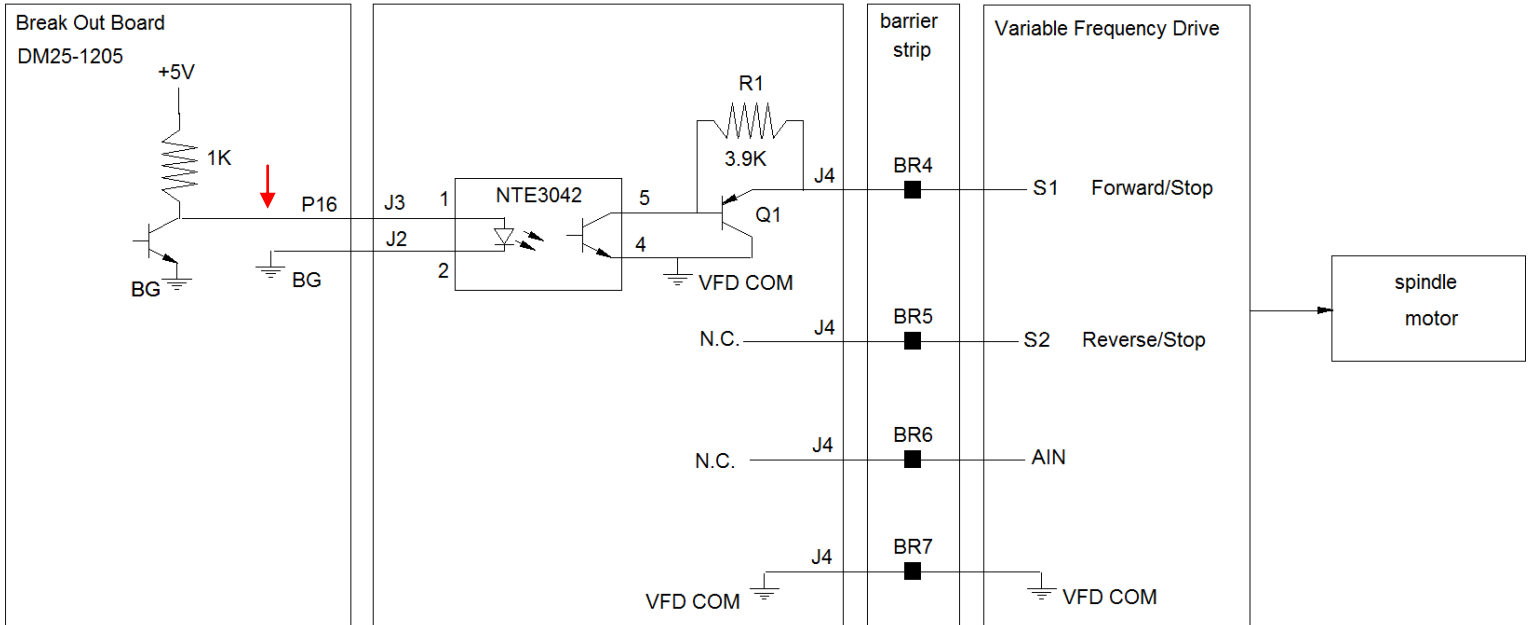 Break Out Board
DM25-1205
+5V
1K
P16
BG
BG
J3
J2
1
2
NTE3042
5
4
R1
3.9K
Q1
VFD COM
J4
N.C.
J4
N.C.
J4
VFD COM
J4
barrier
strip
BR4
BR5
BR6
BR7
Variable Frequency Drive
S1 Forward/Stop
S2 Reverse/Stop
AIN
VFD COM
spindle
motor